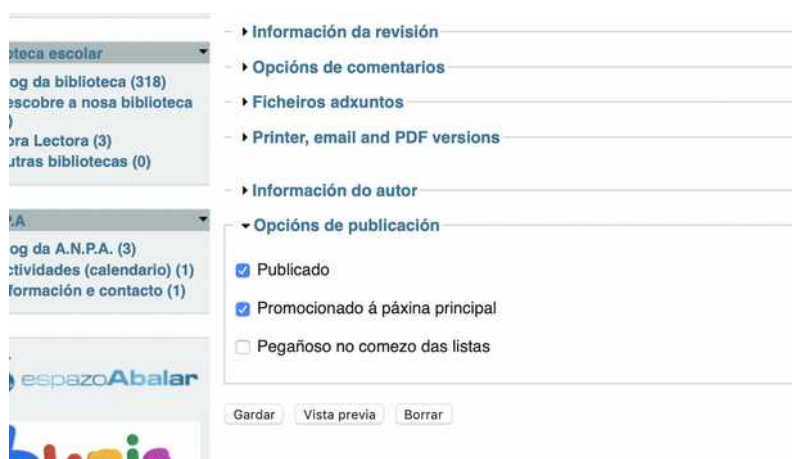 oteca escolar
og da biblioteca (318)
escobre a nosa biblioteca
)
ora Lectora (3)
utras bibliotecas (0)
.A
og da A.N.P.A. (3)
ctividades (calendario) (1)
formación e contacto (1)
espazoAbalar
Información da revisión
Opcións de comentarios
Ficheiros adxuntos
Printer, email and PDF versions
Información do autor
Opcións de publicación
Publicado
Promocionado á páxina principal
Pegañoso no comezo das listas
Gardar Vista previa Borrar